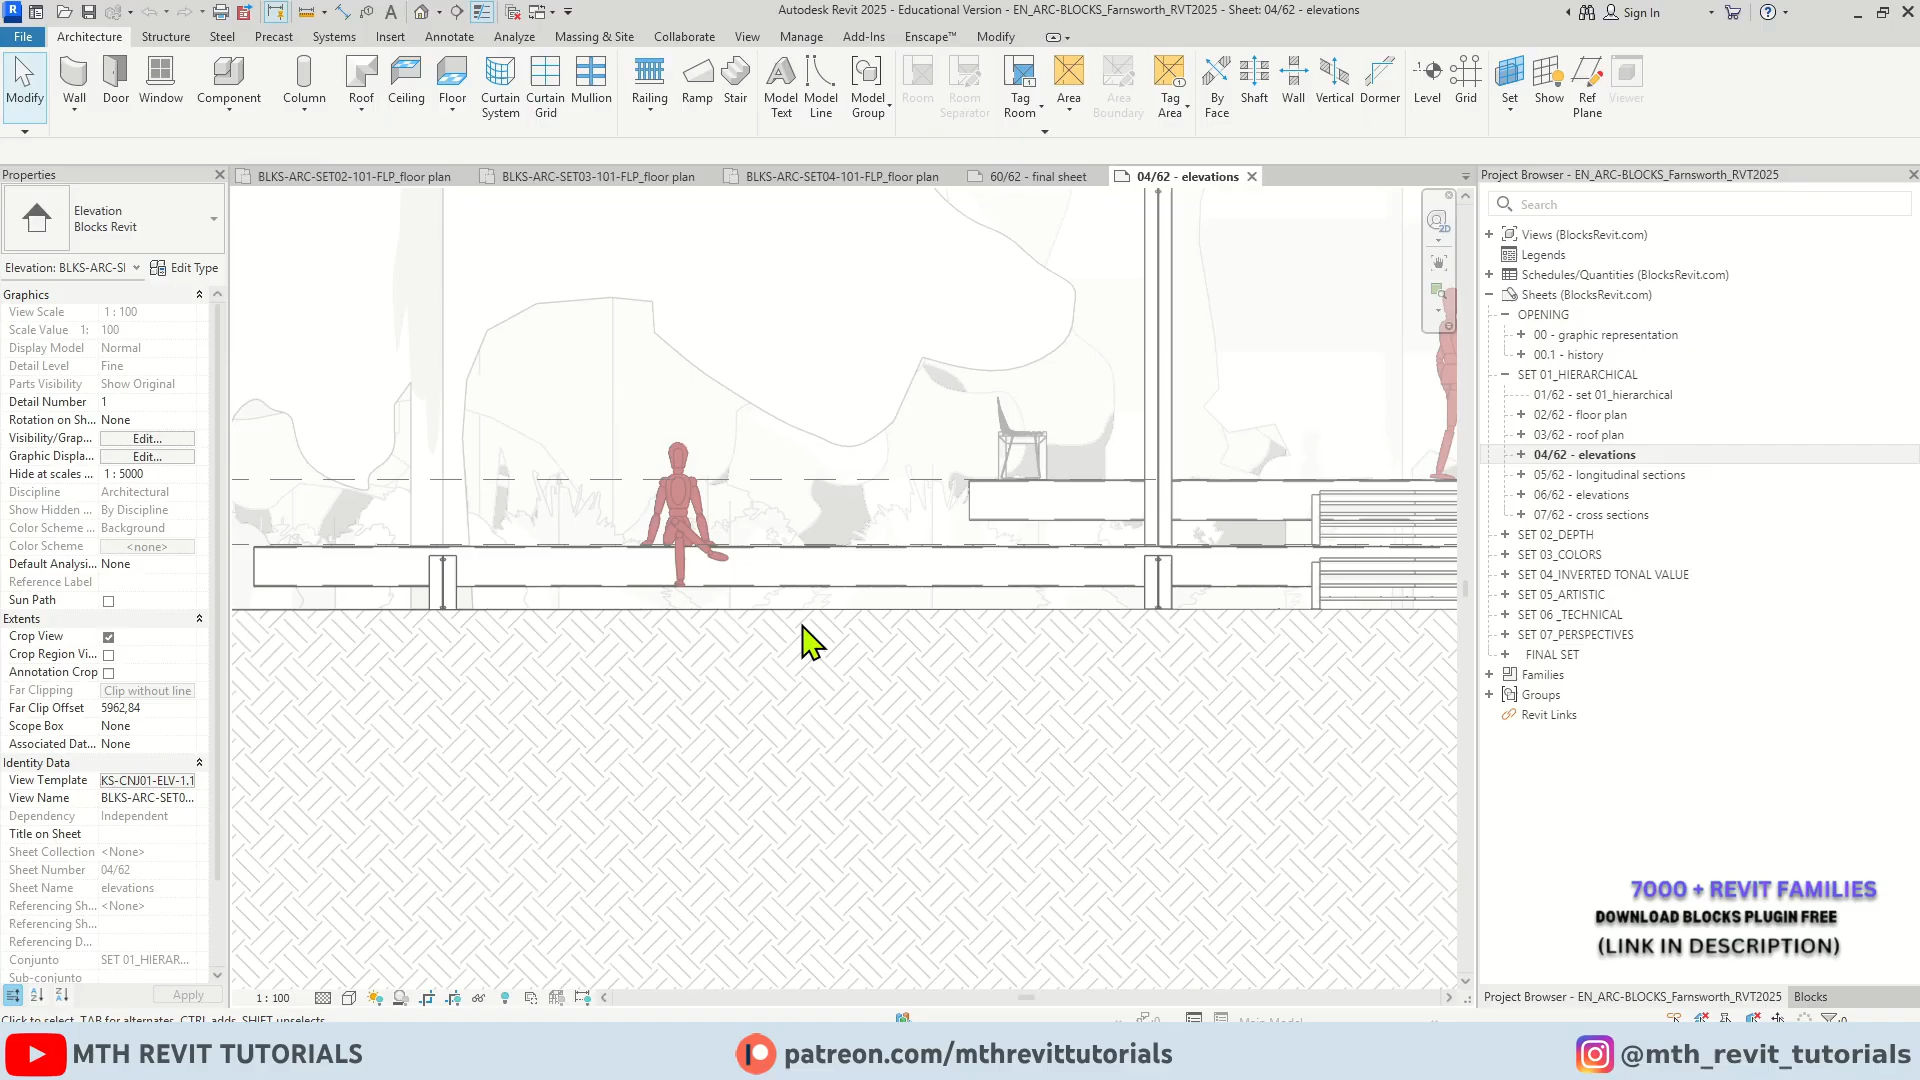 Autodesk Revit 2025 - Educational Version - EN_ARC-BLOCKS_Farnsworth_RVT2025 - Sheet: 04/62 - elevations
Sign In
File Architecture Structure Steel Precast Systems Insert Annotate Analyze Massing & Site Collaborate View Manage Add-Ins Enscape™ Modify
Modify Wall Door Window Component Column Roof Ceiling Floor Curtain System Curtain Grid Mullion Railing Ramp Stair Model Text Model Line Model Group Room Room Separator Tag Room Area Area Boundary Tag Area By Face Shaft Wall Vertical Dormer Level Grid Set Show Ref Plane Viewer
Properties
BLKS-ARC-SET02-101-FLP_floor plan
BLKS-ARC-SET03-101-FLP_floor plan
BLKS-ARC-SET04-101-FLP_floor plan
60/62 - final sheet
04/62 - elevations
Elevation
Blocks Revit
Elevation: BLKS-ARC-SI
Edit Type
Graphics
View Scale 1 : 100
Scale Value 1: 100
Display Model Normal
Detail Level Fine
Parts Visibility Show Original
Detail Number 1
Rotation on Sh... None
Visibility/Grap... Edit...
Graphic Displa... Edit...
Hide at scales ... 1 : 5000
Discipline Architectural
Show Hidden ... By Discipline
Color Scheme ... Background
Color Scheme <none>
Default Analysi... None
Reference Label
Sun Path
Extents
Crop View
Crop Region Vi...
Annotation Crop
Far Clipping Clip without line
Far Clip Offset 5962,84
Scope Box None
Associated Dat... None
Identity Data
View Template KS-CNJ01-ELV-1.1
View Name BLKS-ARC-SET0...
Dependency Independent
Title on Sheet
Sheet Collection <None>
Sheet Number 04/62
Sheet Name elevations
Referencing Sh... <None>
Referencing Sh...
Referencing D...
Conjunto SET 01_HIERAR...
Sub-conjunto
Apply
1 : 100
Click to select, TAB for alternates, CTRL adds, SHIFT unselects.
Main Model
2D
Project Browser - EN_ARC-BLOCKS_Farnsworth_RVT2025
Search
Views (BlocksRevit.com)
Legends
Schedules/Quantities (BlocksRevit.com)
Sheets (BlocksRevit.com)
OPENING
00 - graphic representation
00.1 - history
SET 01_HIERARCHICAL
01/62 - set 01_hierarchical
02/62 - floor plan
03/62 - roof plan
04/62 - elevations
05/62 - longitudinal sections
06/62 - elevations
07/62 - cross sections
SET 02_DEPTH
SET 03_COLORS
SET 04_INVERTED TONAL VALUE
SET 05_ARTISTIC
SET 06 _TECHNICAL
SET 07_PERSPECTIVES
FINAL SET
Families
Groups
Revit Links
7000 + REVIT FAMILIES
DOWNLOAD BLOCKS PLUGIN FREE
(LINK IN DESCRIPTION)
Project Browser - EN_ARC-BLOCKS_Farnsworth_RVT2025 Blocks
MTH REVIT TUTORIALS
patreon.com/mthrevittutorials
@mth_revit_tutorials